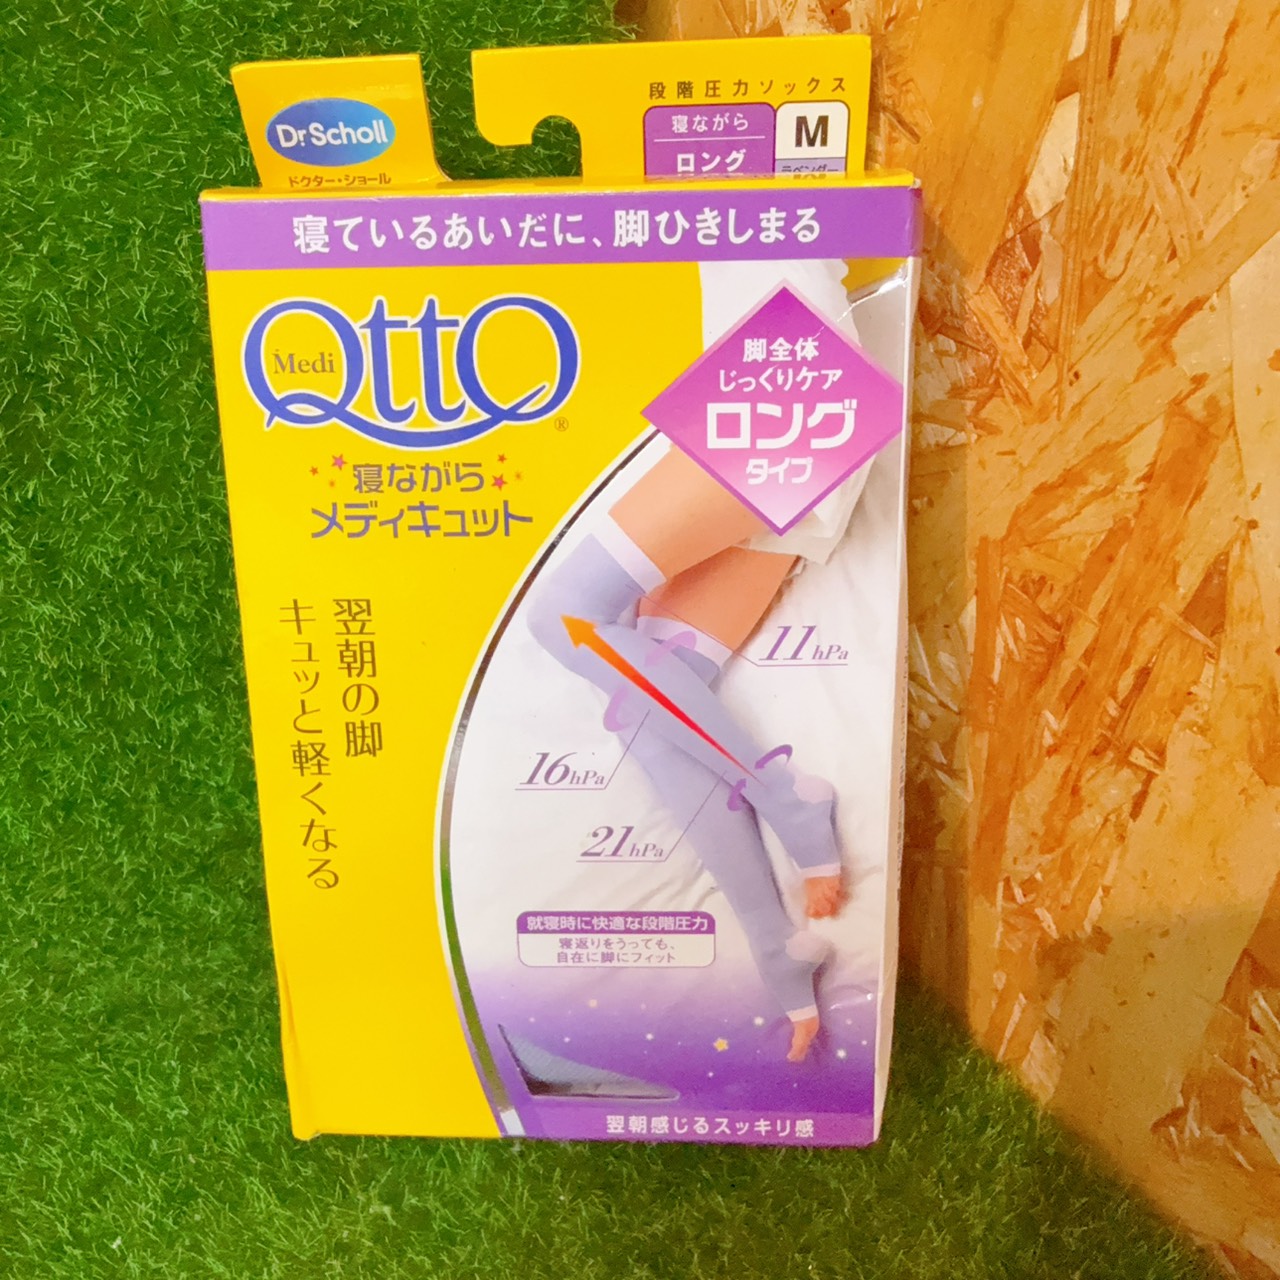 Dr.Scholl
ドクター・ショール
段階圧力ソックス
寝ながら
ロング
M
ラベンダー
寝ているあいだに、脚ひきしまる
Medi
QttO
®
寝ながら
メディキュット
脚全体
じっくりケア
ロング
タイプ
翌朝の脚
キュッと軽くなる
11hPa
16hPa
21hPa
就寝時に快適な段階圧力
寝返りをうっても、
自在に脚にフィット
翌朝感じるスッキリ感